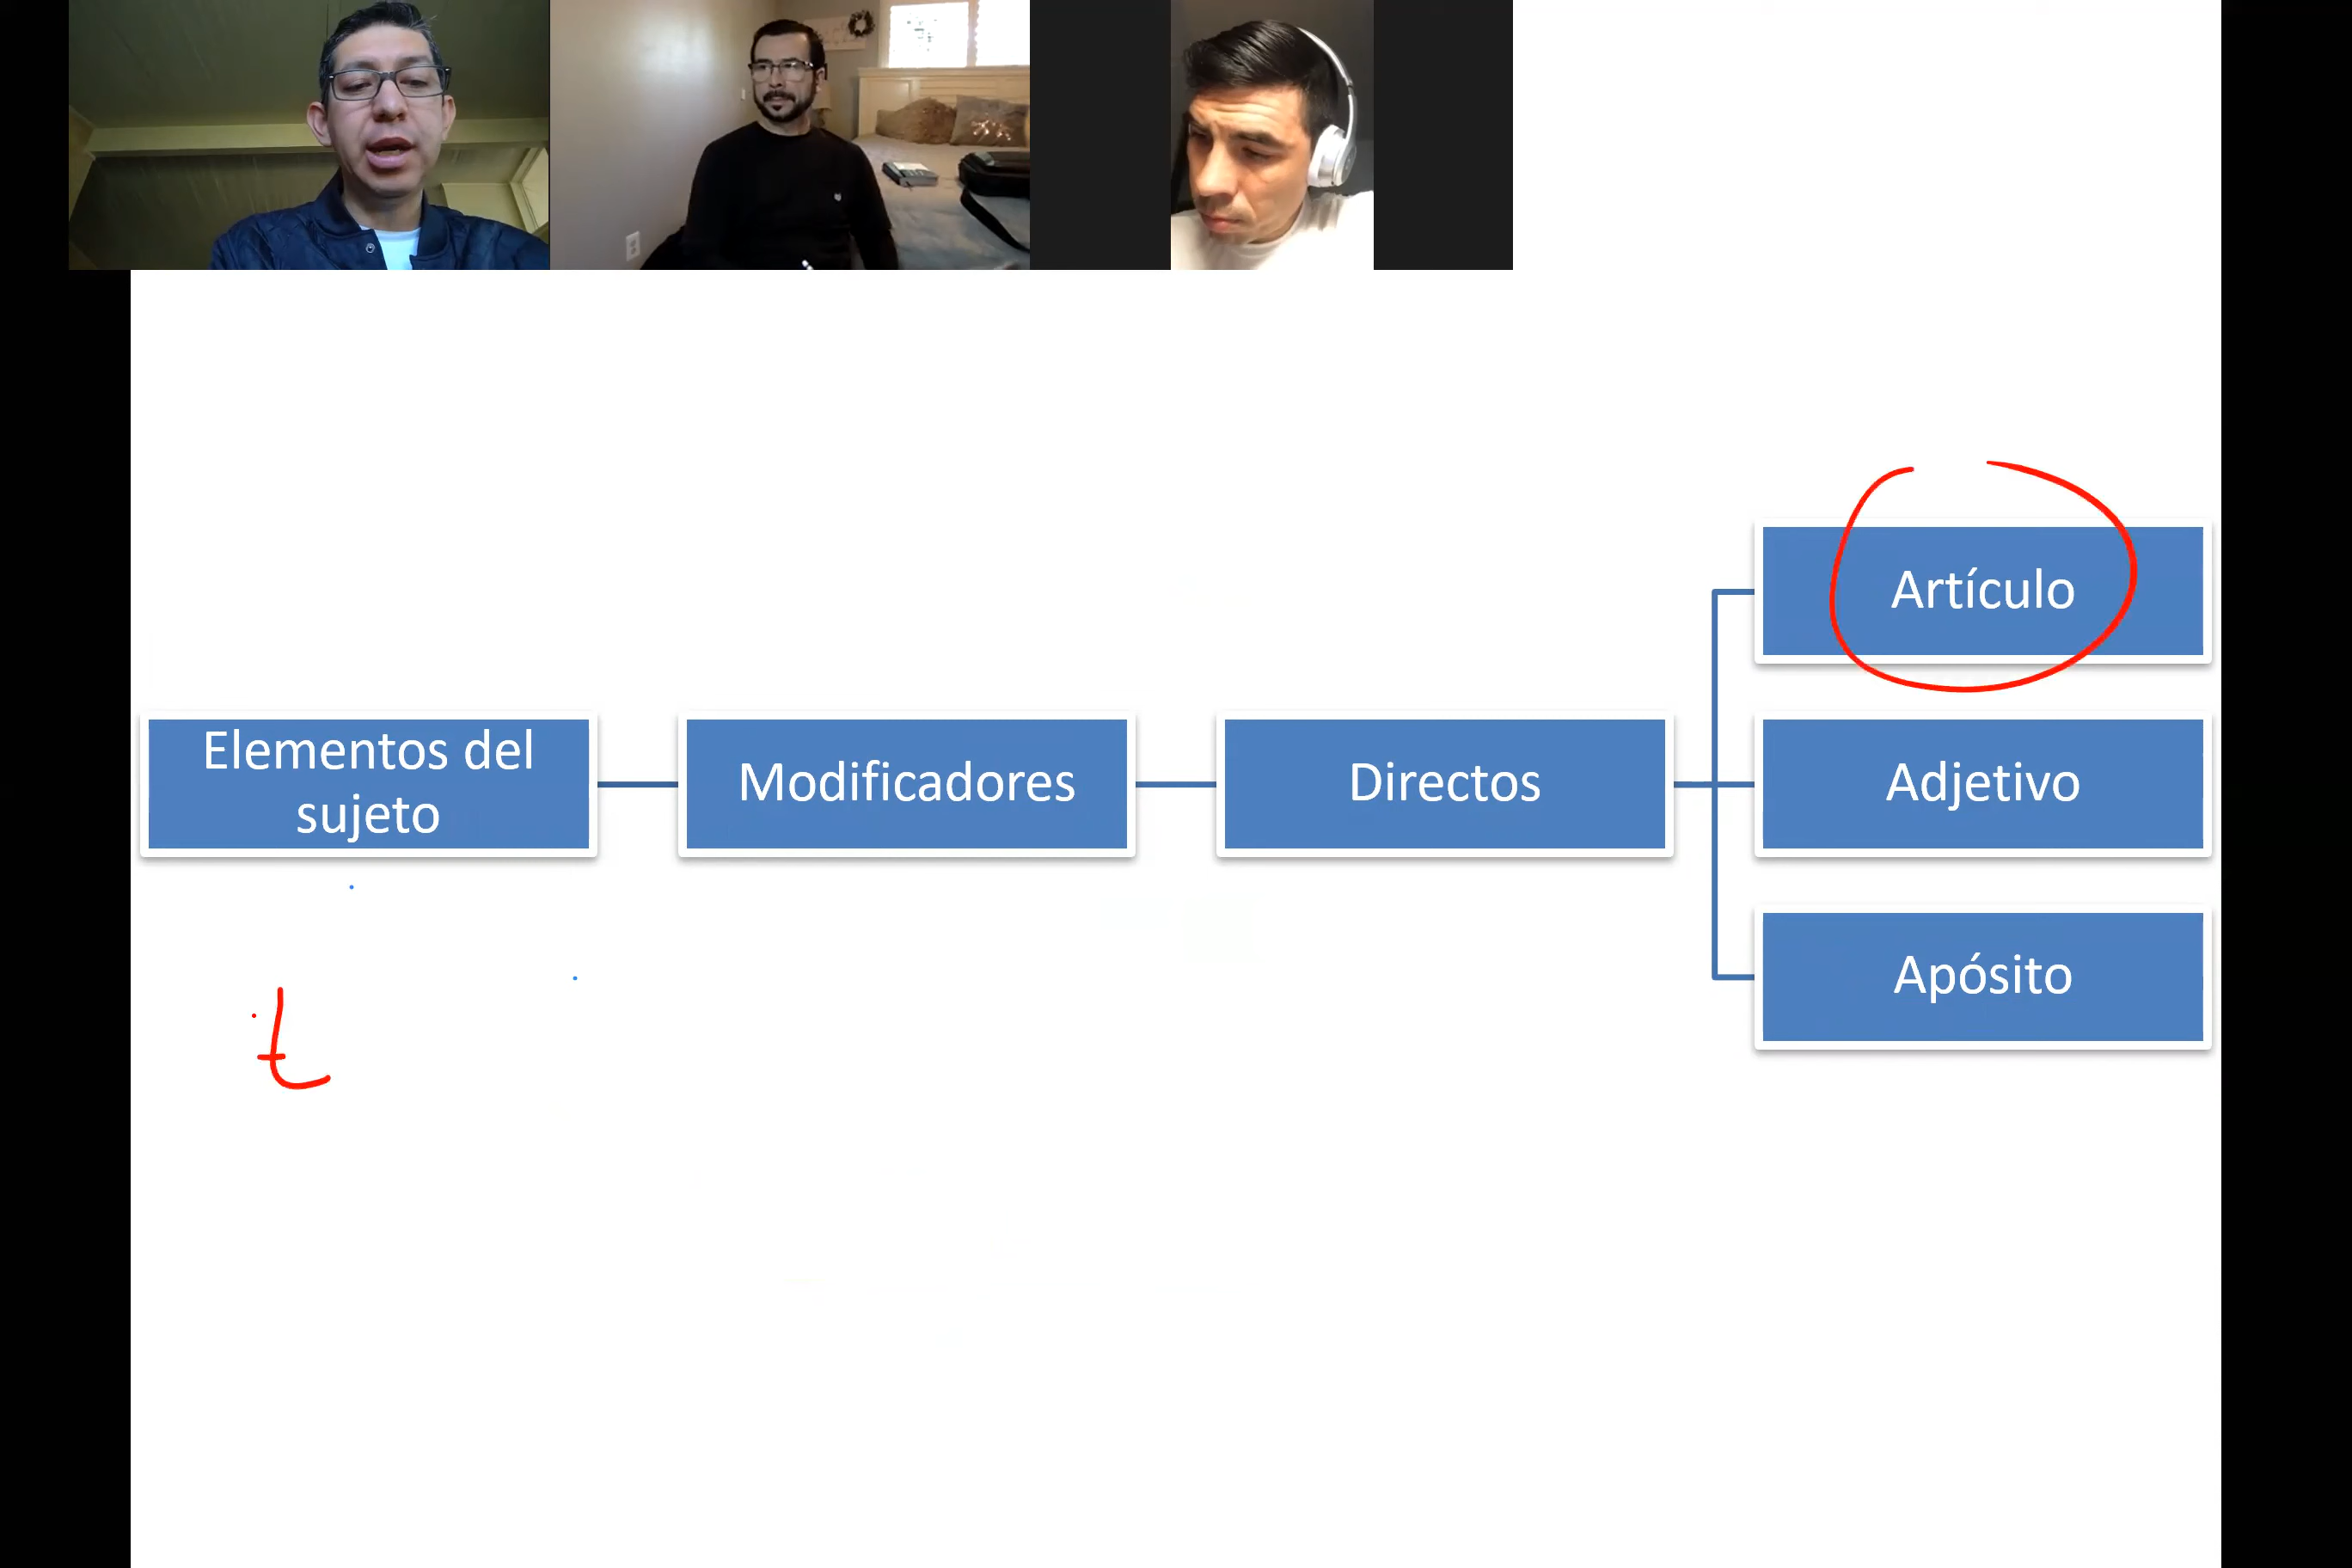 Artículo
Elementos del
sujeto
Modificadores
Directos
Adjetivo
Apósito
t